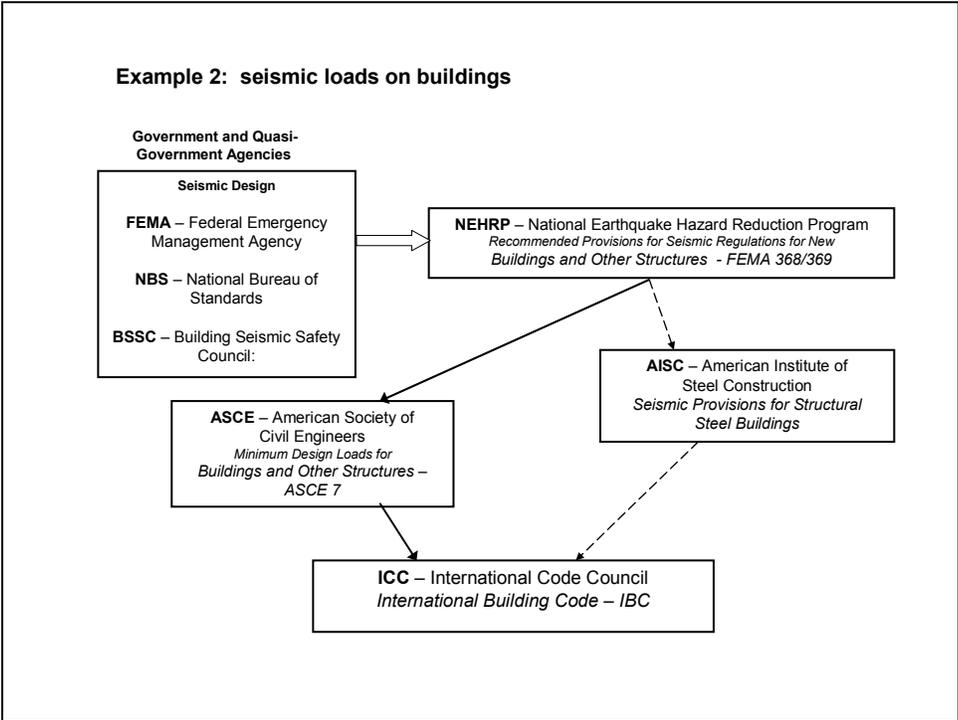 Example 2:  seismic loads on buildings
Government and Quasi-
Government Agencies
Seismic Design
FEMA – Federal Emergency
Management Agency
NBS – National Bureau of
Standards
BSSC – Building Seismic Safety
Council:
NEHRP – National Earthquake Hazard Reduction Program
Recommended Provisions for Seismic Regulations for New
Buildings and Other Structures  - FEMA 368/369
AISC – American Institute of
Steel Construction
Seismic Provisions for Structural
Steel Buildings
ASCE – American Society of
Civil Engineers
Minimum Design Loads for
Buildings and Other Structures –
ASCE 7
ICC – International Code Council
International Building Code – IBC